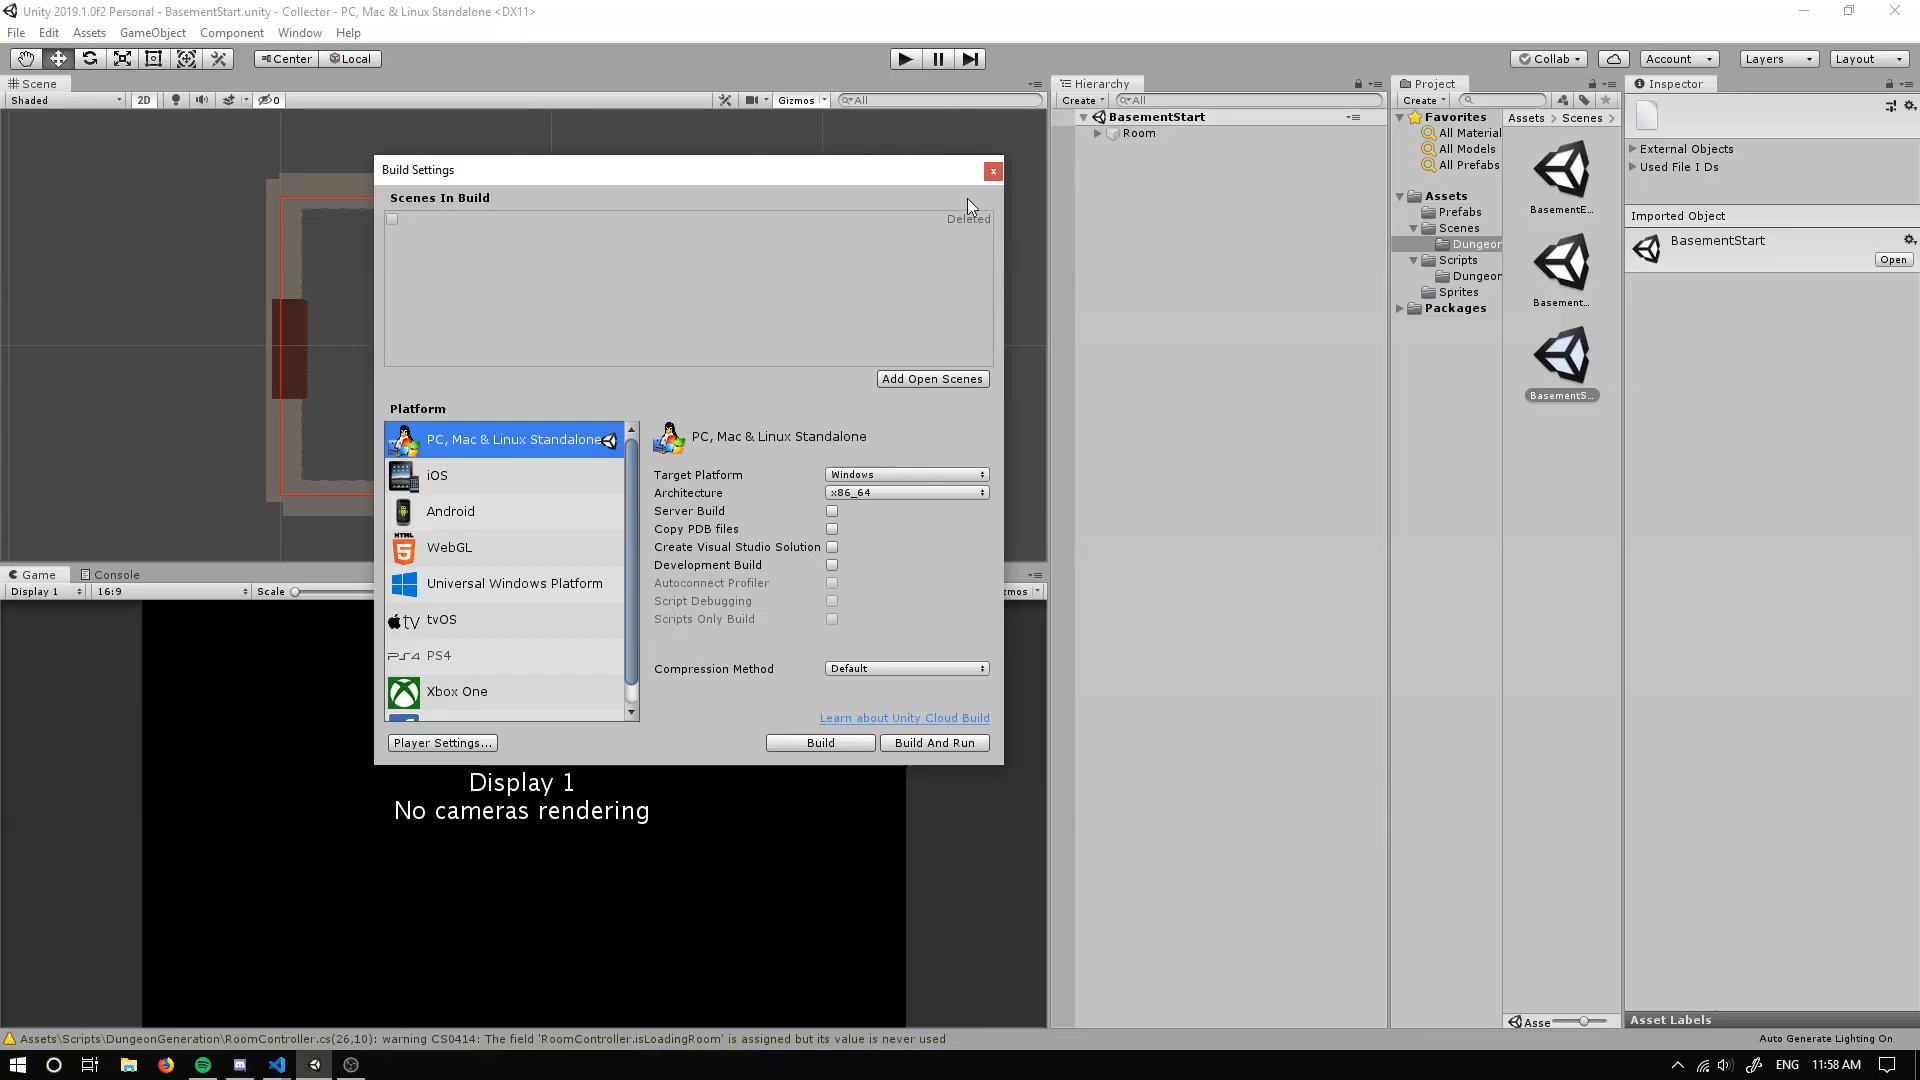 Unity 2019.1.0f2 Personal - BasementStart.unity - Collector - PC, Mac & Linux Standalone <DX11>
File Edit Assets GameObject Component Window Help
Center Local Collab Account Layers Layout
Scene
Shaded 2D 0 Gizmos All
Hierarchy
Create All
BasementStart
Room
Project
Create
Favorites
All Material
All Models
All Prefabs
Assets
Prefabs
Scenes
Dungeon
Scripts
Dungeon
Sprites
Packages
Assets > Scenes >
BasementE...
Basement...
BasementS...
Asse
Inspector
External Objects
Used File I Ds
Imported Object
BasementStart
Open
Asset Labels
Build Settings
x
Scenes In Build
Deleted
Add Open Scenes
Platform
PC, Mac & Linux Standalone
iOS
Android
HTML
5
WebGL
Universal Windows Platform
tv tvOS
PS4 PS4
Xbox One
PC, Mac & Linux Standalone
Target Platform Windows
Architecture x86_64
Server Build
Copy PDB files
Create Visual Studio Solution
Development Build
Autoconnect Profiler
Script Debugging
Scripts Only Build
Compression Method Default
Learn about Unity Cloud Build
Player Settings... Build Build And Run
Game Console
Display 1 16:9 Scale zmos
Display 1
No cameras rendering
Assets\Scripts\DungeonGeneration\RoomController.cs(26,10): warning CS0414: The field 'RoomController.isLoadingRoom' is assigned but its value is never used
Auto Generate Lighting On
ENG 11:58 AM